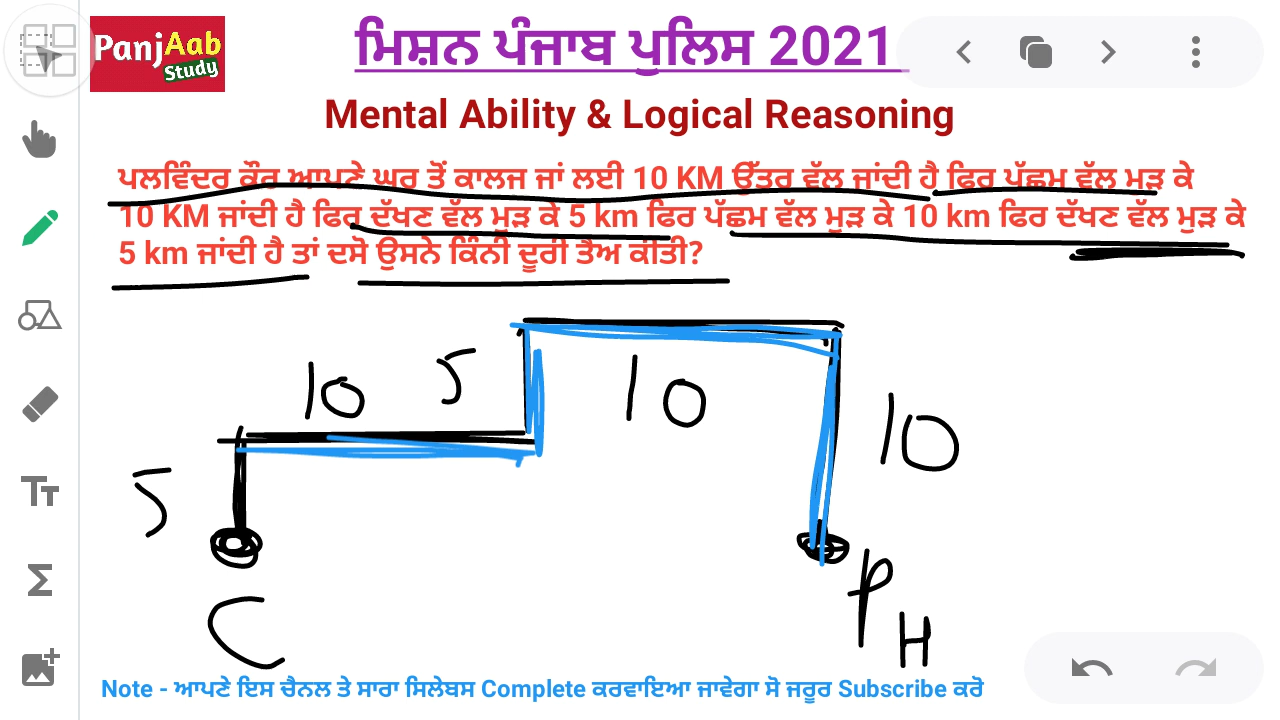 PanjAab
Study
ਮਿਸ਼ਨ ਪੰਜਾਬ ਪੁਲਿਸ 2021
Mental Ability & Logical Reasoning
ਪਲਵਿੰਦਰ ਕੌਰ ਆਪਣੇ ਘਰ ਤੋਂ ਕਾਲਜ ਜਾਂ ਲਈ 10 KM ਉੱਤਰ ਵੱਲ ਜਾਂਦੀ ਹੈ ਫਿਰ ਪੱਛਮ ਵੱਲ ਮੁੜ ਕੇ
10 KM ਜਾਂਦੀ ਹੈ ਫਿਰ ਦੱਖਣ ਵੱਲ ਮੁੜ ਕੇ 5 km ਫਿਰ ਪੱਛਮ ਵੱਲ ਮੁੜ ਕੇ 10 km ਫਿਰ ਦੱਖਣ ਵੱਲ ਮੁੜ ਕੇ
5 km ਜਾਂਦੀ ਹੈ ਤਾਂ ਦਸੋ ਉਸਨੇ ਕਿੰਨੀ ਦੂਰੀ ਤੈਅ ਕੀਤੀ?
10 5 10 10
5
C P
H
Tт
Σ
Note - ਆਪਣੇ ਇਸ ਚੈਨਲ ਤੇ ਸਾਰਾ ਸਿਲੇਬਸ Complete ਕਰਵਾਇਆ ਜਾਵੇਗਾ ਸੋ ਜਰੂਰ Subscribe ਕਰੋ